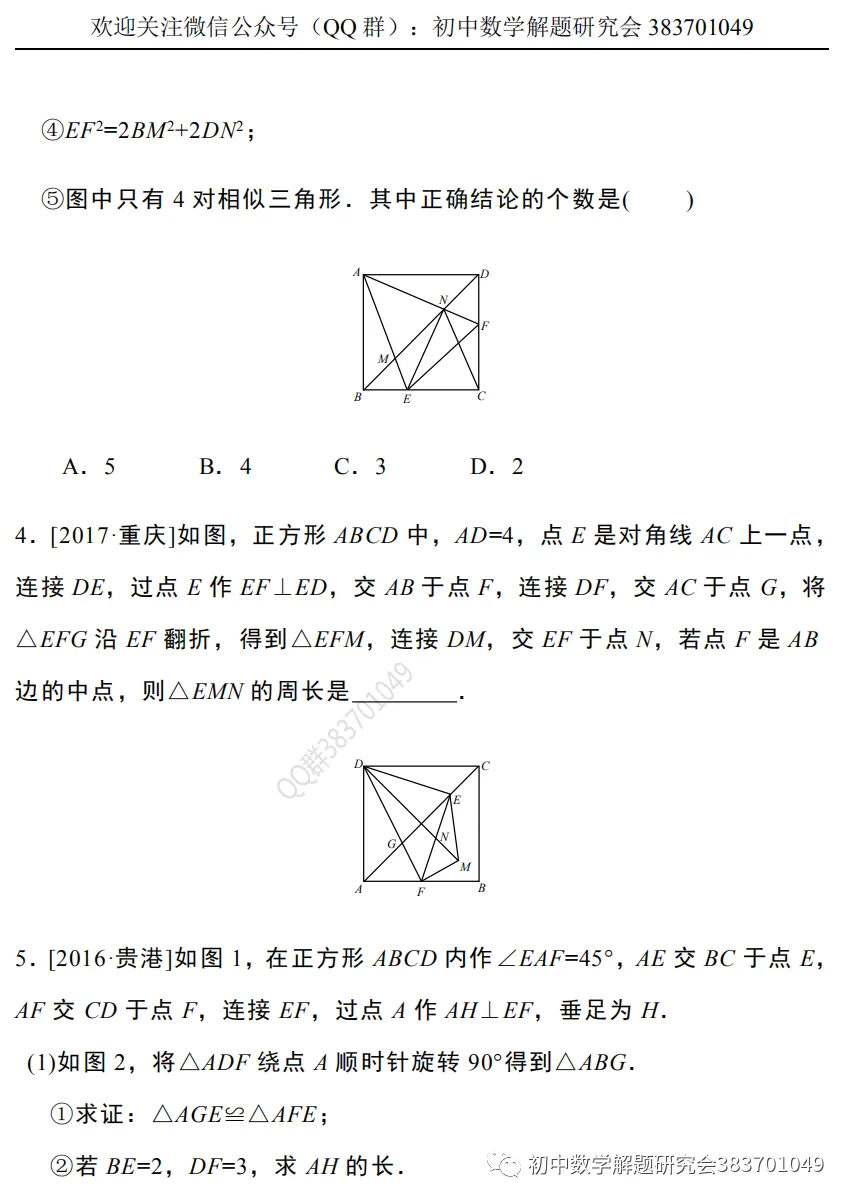 欢迎关注微信公众号（QQ 群）：初中数学解题研究会 383701049
④EF²=2BM²+2DN²；
⑤图中只有 4 对相似三角形．其中正确结论的个数是( )
A
D
N
F
M
B
E
C
A．5 B．4 C．3 D．2
4．[2017·重庆]如图，正方形 ABCD 中，AD=4，点 E 是对角线 AC 上一点，
连接 DE，过点 E 作 EF⊥ED，交 AB 于点 F，连接 DF，交 AC 于点 G，将
△EFG 沿 EF 翻折，得到△EFM，连接 DM，交 EF 于点 N，若点 F 是 AB
边的中点，则△EMN 的周长是__________．
QQ群383701049
D
C
E
G
N
M
A
F
B
5．[2016·贵港]如图 1，在正方形 ABCD 内作∠EAF=45°，AE 交 BC 于点 E，
AF 交 CD 于点 F，连接 EF，过点 A 作 AH⊥EF，垂足为 H．
(1)如图 2，将△ADF 绕点 A 顺时针旋转 90°得到△ABG．
①求证：△AGE≌△AFE；
②若 BE=2，DF=3，求 AH 的长．
初中数学解题研究会383701049